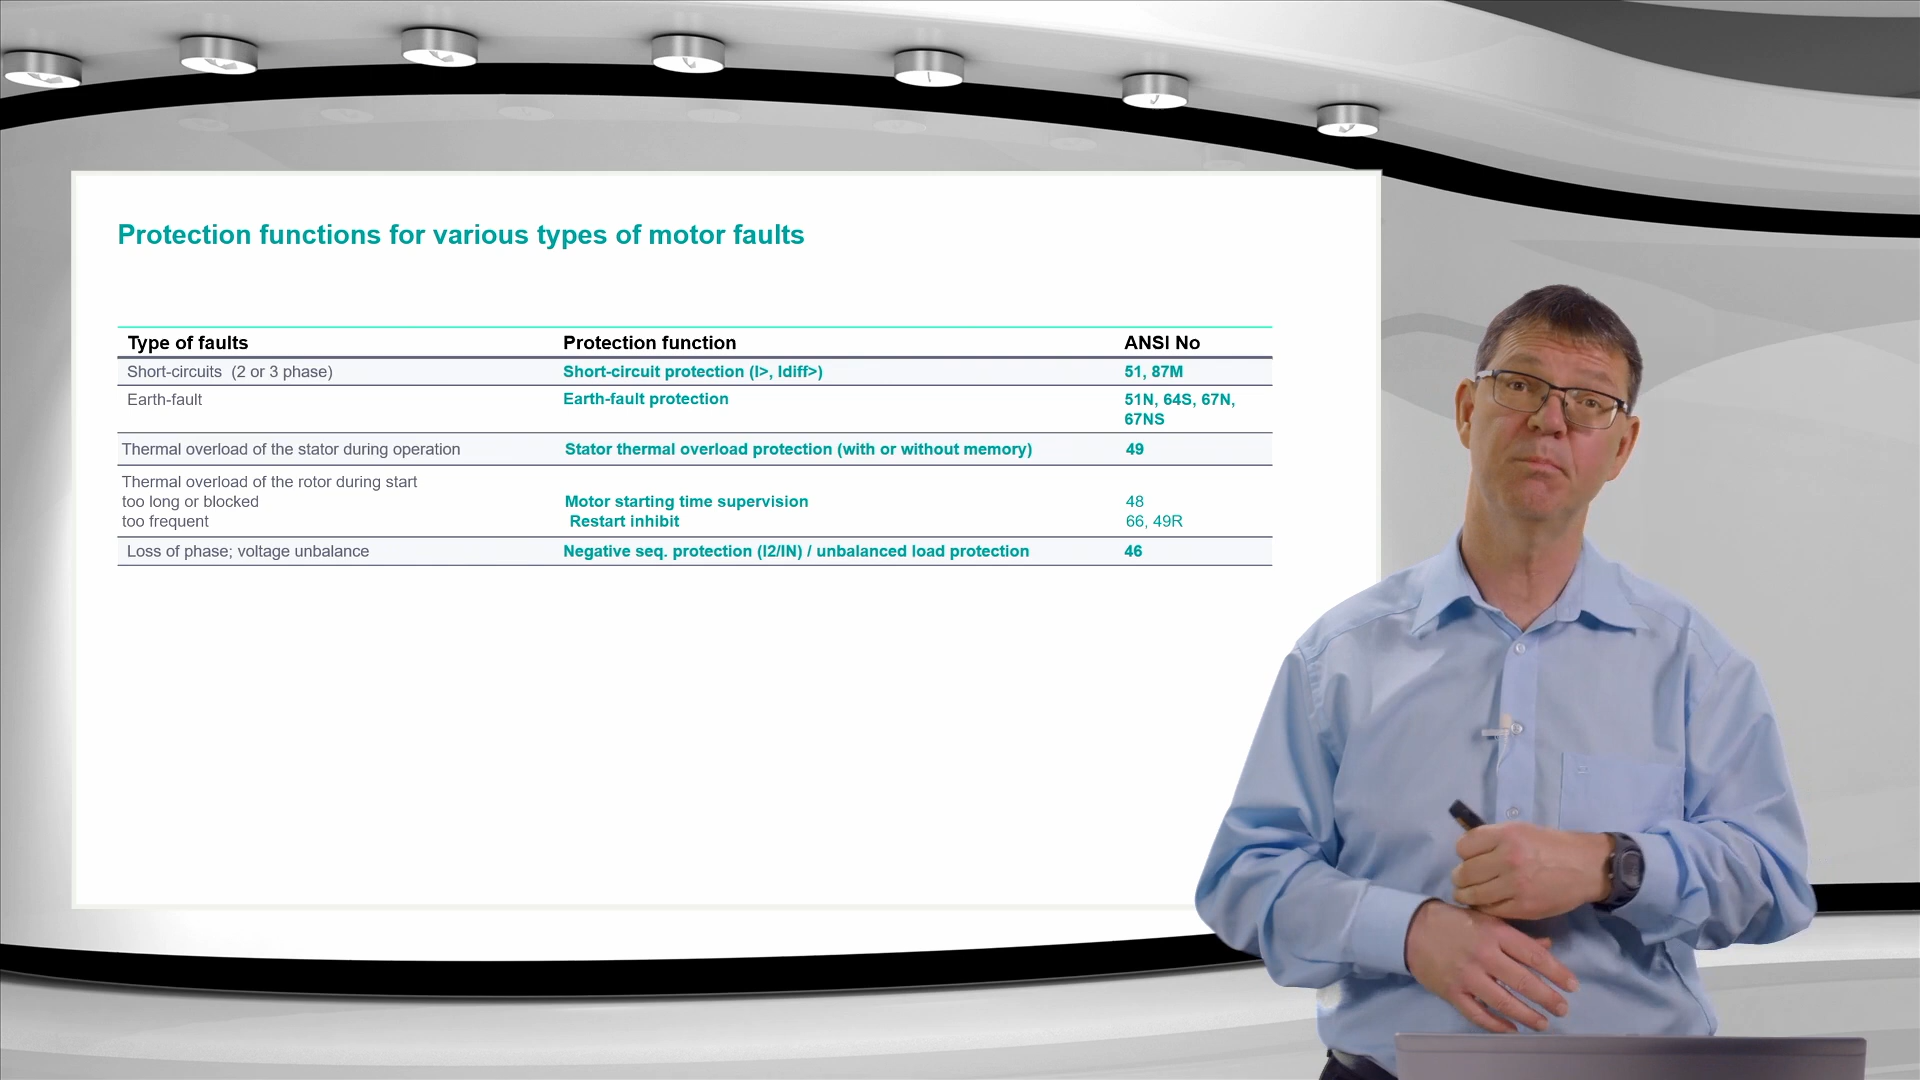 Protection functions for various types of motor faults
Type of faults Protection function ANSI No
Short-circuits (2 or 3 phase) Short-circuit protection (I>, Idiff>) 51, 87M
Earth-fault Earth-fault protection 51N, 64S, 67N,
67NS
Thermal overload of the stator during operation Stator thermal overload protection (with or without memory) 49
Thermal overload of the rotor during start
too long or blocked Motor starting time supervision 48
too frequent Restart inhibit 66, 49R
Loss of phase; voltage unbalance Negative seq. protection (I2/IN) / unbalanced load protection 46